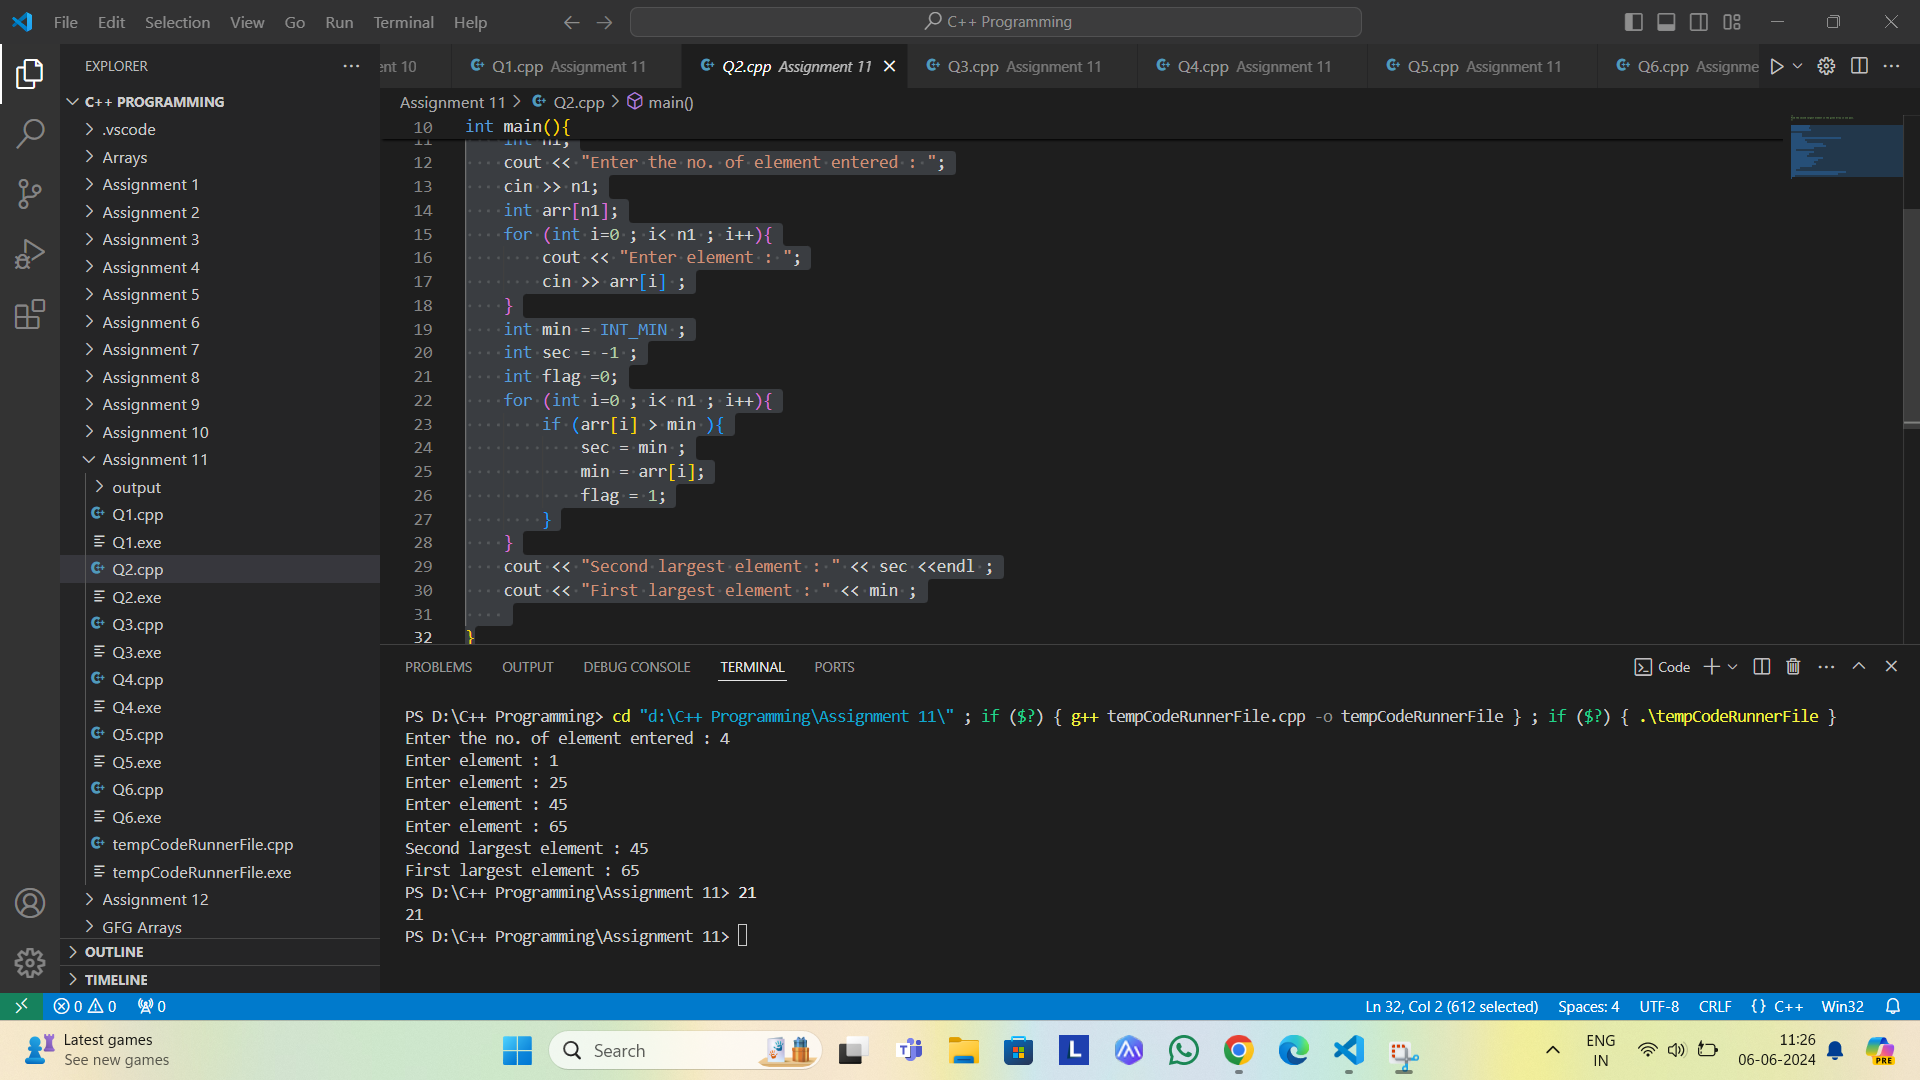 File Edit Selection View Go Run Terminal Help
C++ Programming
EXPLORER
C++ PROGRAMMING
.vscode
Arrays
Assignment 1
Assignment 2
Assignment 3
Assignment 4
Assignment 5
Assignment 6
Assignment 7
Assignment 8
Assignment 9
Assignment 10
Assignment 11
output
Q1.cpp
Q1.exe
Q2.cpp
Q2.exe
Q3.cpp
Q3.exe
Q4.cpp
Q4.exe
Q5.cpp
Q5.exe
Q6.cpp
Q6.exe
tempCodeRunnerFile.cpp
tempCodeRunnerFile.exe
Assignment 12
GFG Arrays
OUTLINE
TIMELINE
ent 10 Q1.cpp Assignment 11 Q2.cpp Assignment 11 Q3.cpp Assignment 11 Q4.cpp Assignment 11 Q5.cpp Assignment 11 Q6.cpp Assignme
Assignment 11 > Q2.cpp > main()
10 int main(){
11 int n1;
12 cout << "Enter the no. of element entered : ";
13 cin >> n1;
14 int arr[n1];
15 for (int i=0 ; i< n1 ; i++){
16 cout << "Enter element : ";
17 cin >> arr[i] ;
18 }
19 int min = INT_MIN ;
20 int sec = -1 ;
21 int flag =0;
22 for (int i=0 ; i< n1 ; i++){
23 if (arr[i] > min ){
24 sec = min ;
25 min = arr[i];
26 flag = 1;
27 }
28 }
29 cout << "Second largest element : " << sec <<endl ;
30 cout << "First largest element : " << min ;
31
32 }
PROBLEMS OUTPUT DEBUG CONSOLE TERMINAL PORTS
Code
PS D:\C++ Programming> cd "d:\C++ Programming\Assignment 11\" ; if ($?) { g++ tempCodeRunnerFile.cpp -o tempCodeRunnerFile } ; if ($?) { .\tempCodeRunnerFile }
Enter the no. of element entered : 4
Enter element : 1
Enter element : 25
Enter element : 45
Enter element : 65
Second largest element : 45
First largest element : 65
PS D:\C++ Programming\Assignment 11> 21
21
PS D:\C++ Programming\Assignment 11>
0 0 0
Ln 32, Col 2 (612 selected) Spaces: 4 UTF-8 CRLF {} C++ Win32
Latest games
See new games
Search
L
PRE
ENG
IN
11:26
06-06-2024